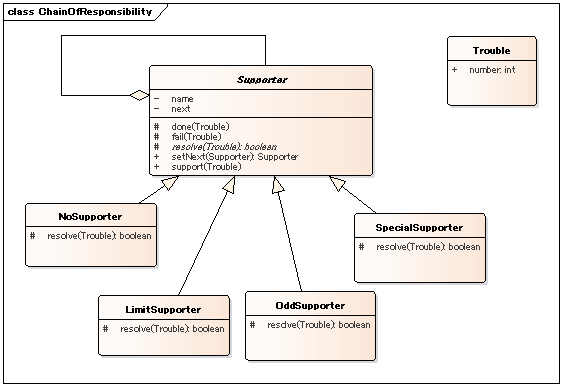 class ChainOfResponsibility
Supporter
- name
- next
# done(Trouble)
# fail(Trouble)
# resolve(Trouble): boolean
+ setNext(Supporter): Supporter
+ support(Trouble)
Trouble
+ number: int
NoSupporter
# resolve(Trouble): boolean
SpecialSupporter
# resolve(Trouble): boolean
LimitSupporter
# resolve(Trouble): boolean
OddSupporter
# resolve(Trouble): boolean